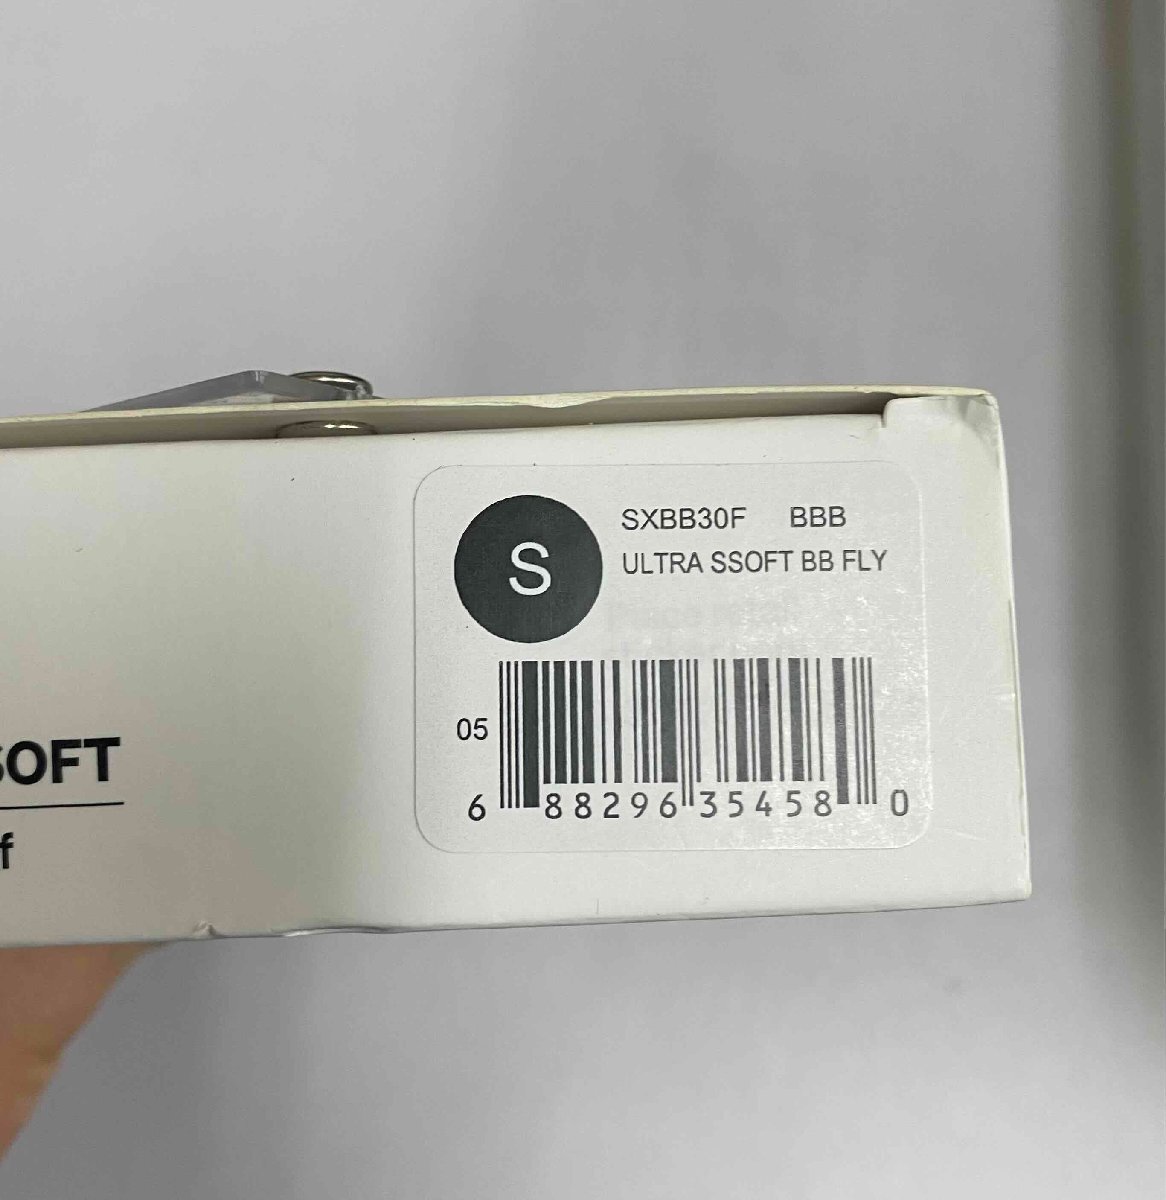 S
SXBB30F BBB
ULTRA SSOFT BB FLY
05
6 88296 35458 0
SOFT
f